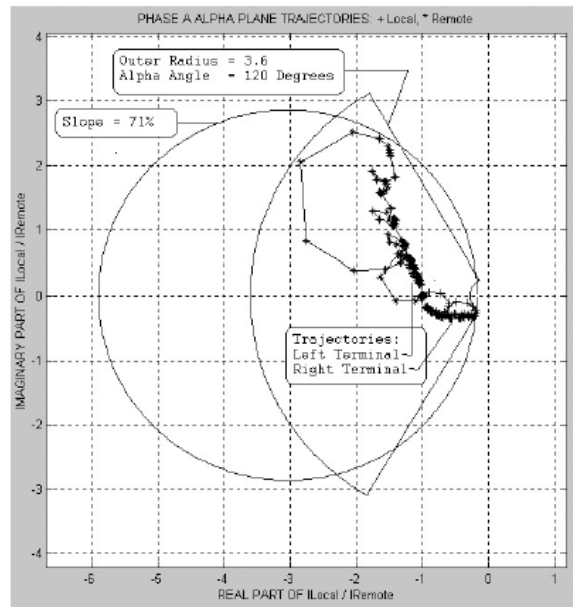 PHASE A ALPHA PLANE TRAJECTORIES: + Local, * Remote
Outer Radius = 3.6
Alpha Angle = 120 Degrees
Slope = 71%
Trajectories:
Left Terminal
Right Terminal
IMAGINARY PART OF ILocal / IRemote
4
3
2
1
0
-1
-2
-3
-4
-6
-5
-4
-3
-2
-1
0
1
REAL PART OF ILocal / IRemote